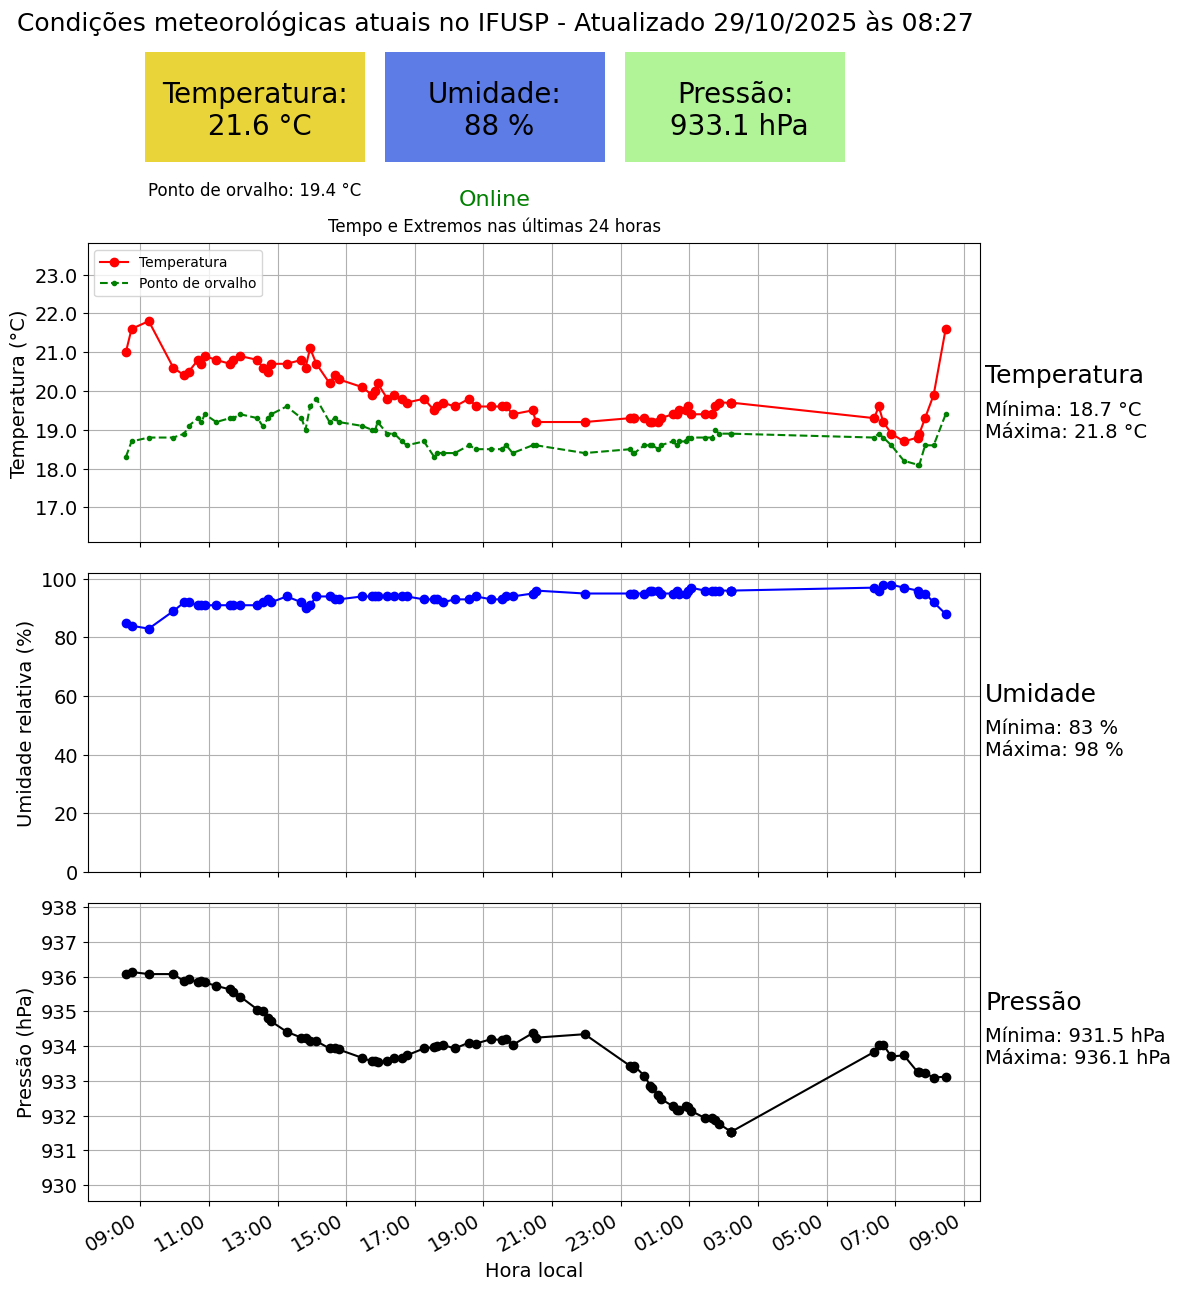 Condições meteorológicas atuais no IFUSP - Atualizado 29/10/2025 às 08:27
Temperatura:
21.6 °C
Umidade:
88 %
Pressão:
933.1 hPa
Ponto de orvalho: 19.4 °C
Online
Tempo e Extremos nas últimas 24 horas
Temperatura
Ponto de orvalho
Temperatura (°C)
23.0
22.0
21.0
20.0
19.0
18.0
17.0
Temperatura
Mínima: 18.7 °C
Máxima: 21.8 °C
Umidade relativa (%)
100
80
60
40
20
0
Umidade
Mínima: 83 %
Máxima: 98 %
Pressão (hPa)
938
937
936
935
934
933
932
931
930
Pressão
Mínima: 931.5 hPa
Máxima: 936.1 hPa
09:00 11:00 13:00 15:00 17:00 19:00 21:00 23:00 01:00 03:00 05:00 07:00 09:00
Hora local